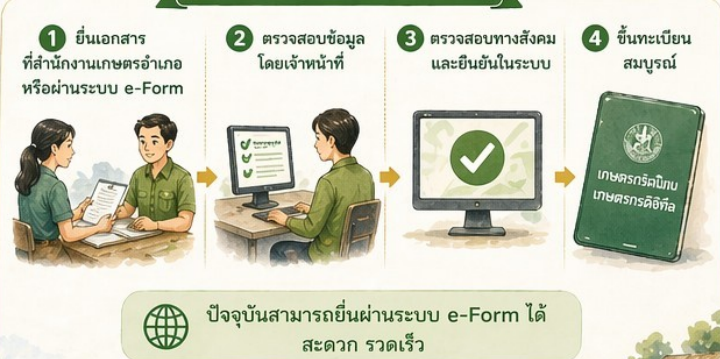 1 ยื่นเอกสาร
ที่สำนักงานเกษตรอำเภอ
หรือผ่านระบบ e-Form
2 ตรวจสอบข้อมูล
โดยเจ้าหน้าที่
3 ตรวจสอบทางสังคม
และยืนยันในระบบ
4 ขึ้นทะเบียน
สมบูรณ์
ปัจจุบันสามารถยื่นผ่านระบบ e-Form ได้
สะดวก รวดเร็ว